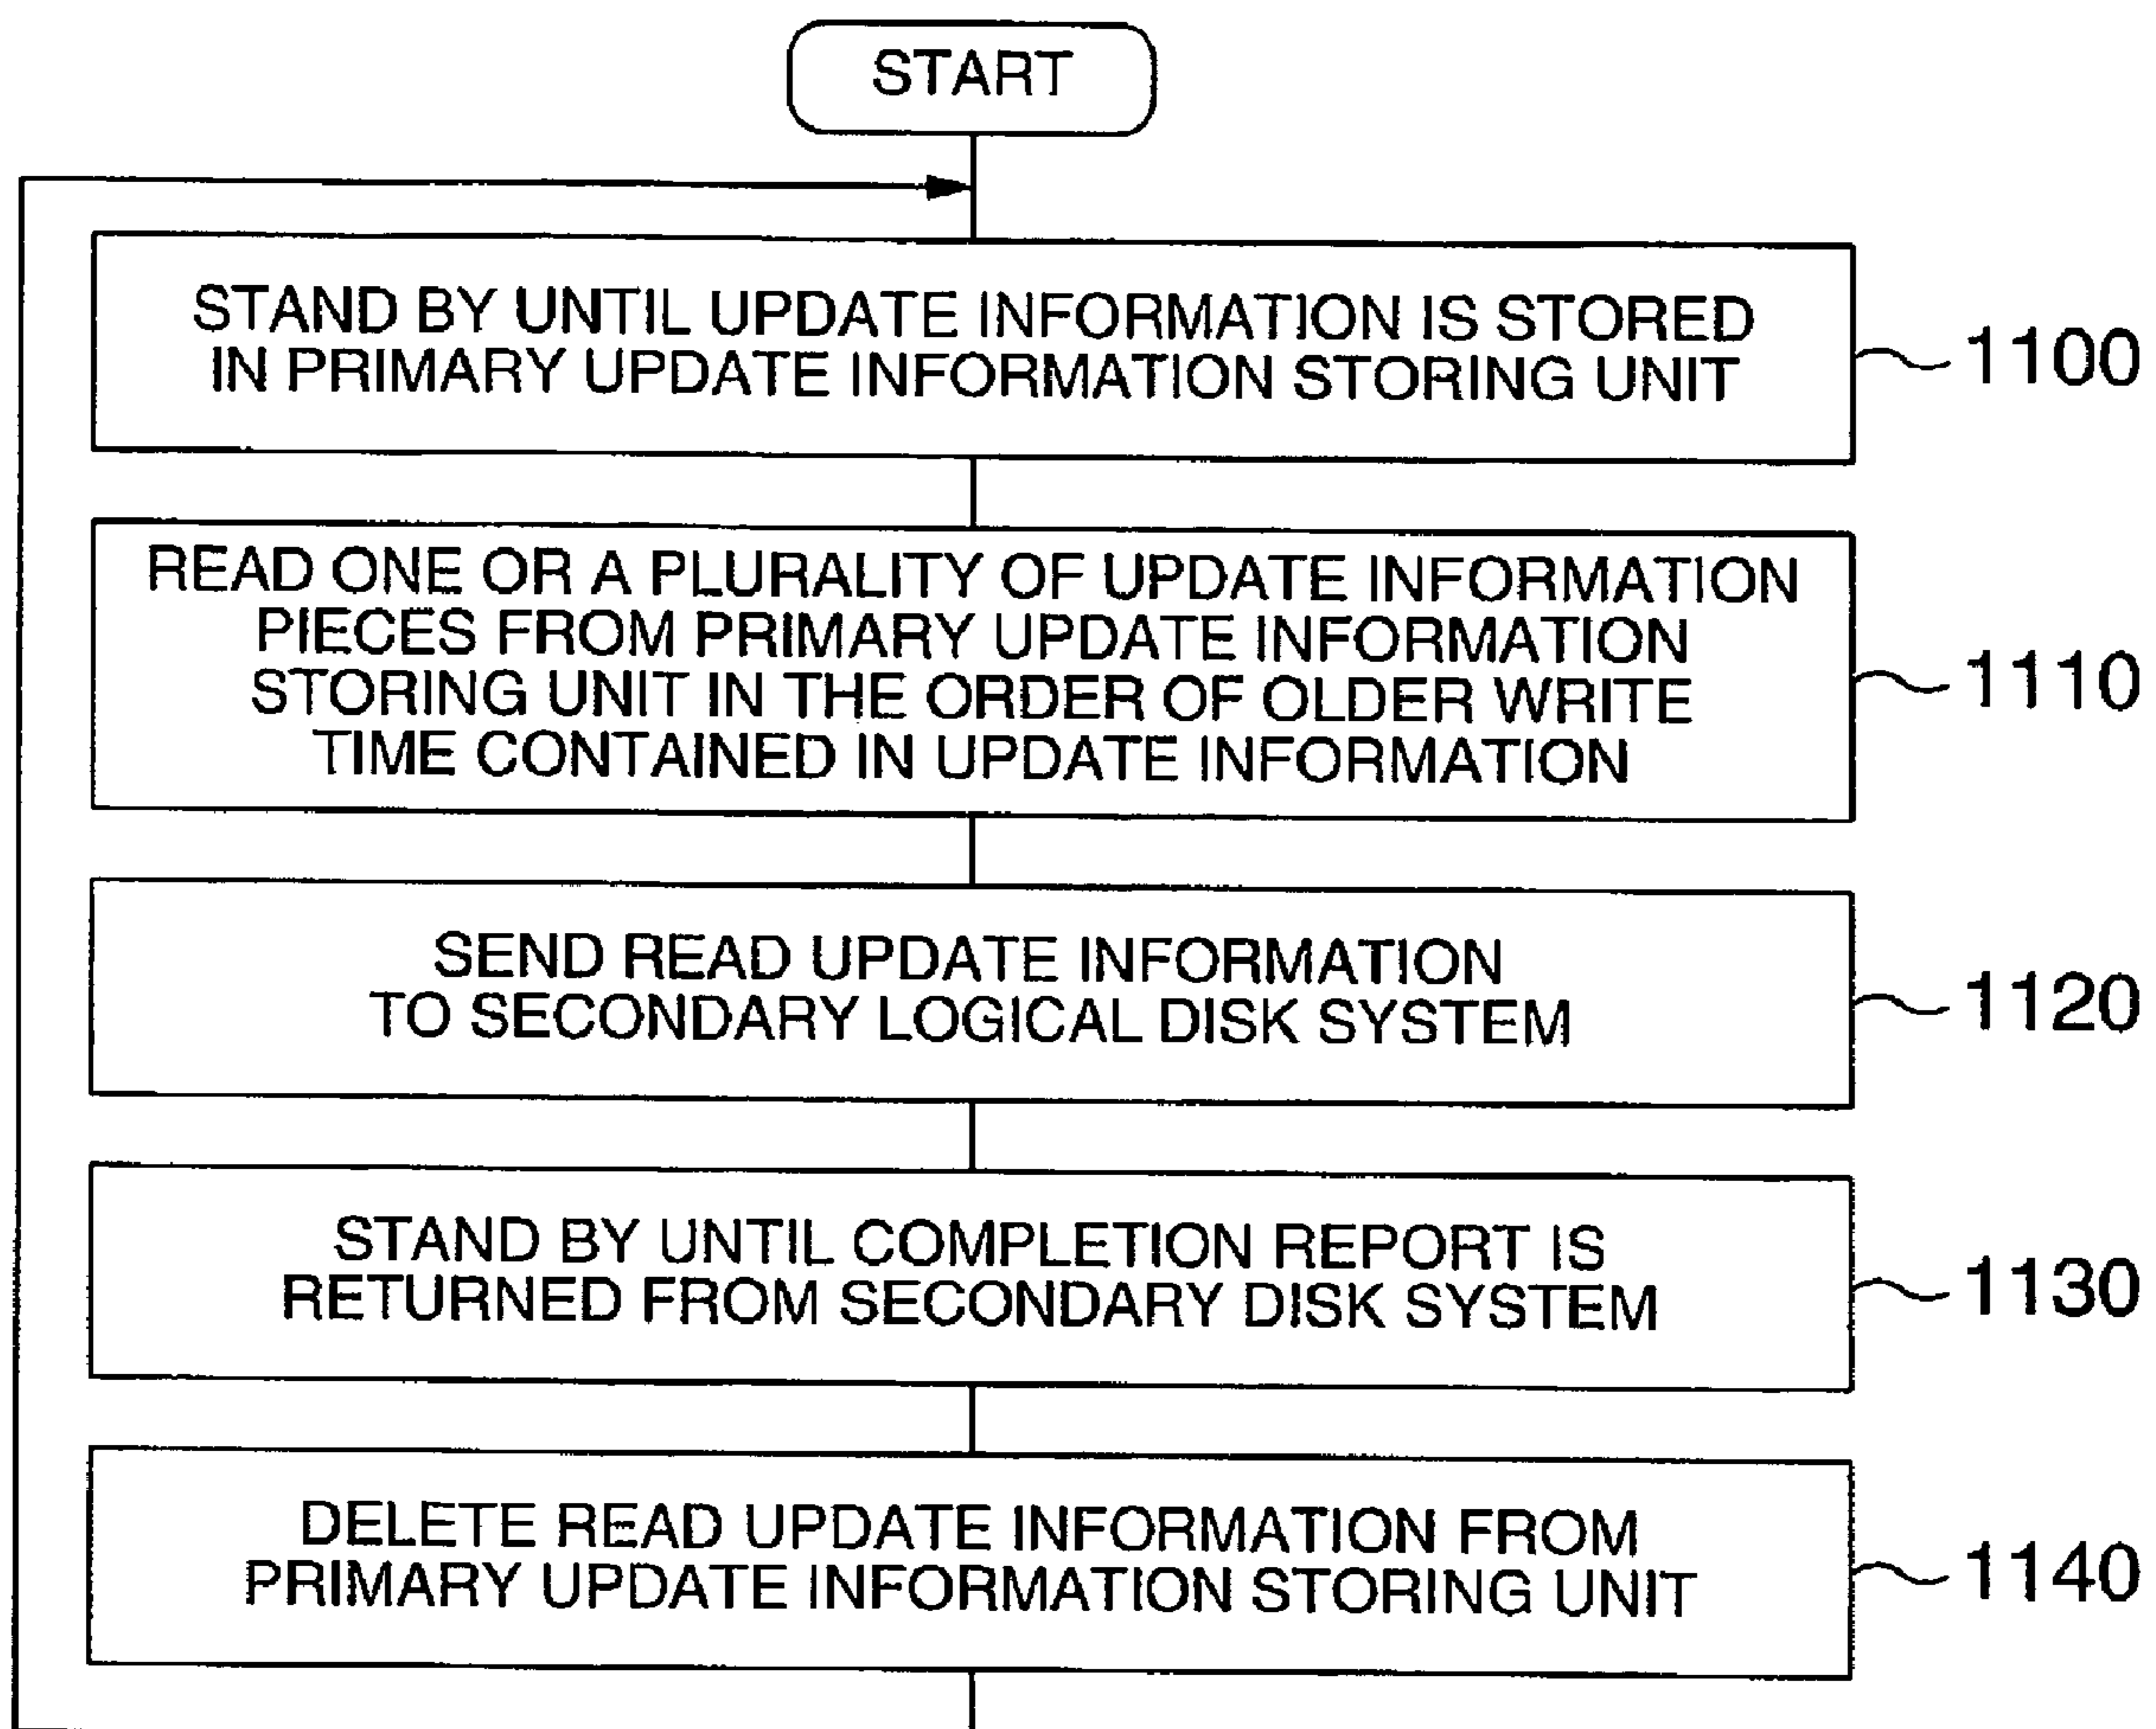 START
STAND BY UNTIL UPDATE INFORMATION IS STORED
IN PRIMARY UPDATE INFORMATION STORING UNIT
1100
READ ONE OR A PLURALITY OF UPDATE INFORMATION
PIECES FROM PRIMARY UPDATE INFORMATION
STORING UNIT IN THE ORDER OF OLDER WRITE
TIME CONTAINED IN UPDATE INFORMATION
1110
SEND READ UPDATE INFORMATION
TO SECONDARY LOGICAL DISK SYSTEM
1120
STAND BY UNTIL COMPLETION REPORT IS
RETURNED FROM SECONDARY DISK SYSTEM
1130
DELETE READ UPDATE INFORMATION FROM
PRIMARY UPDATE INFORMATION STORING UNIT
1140